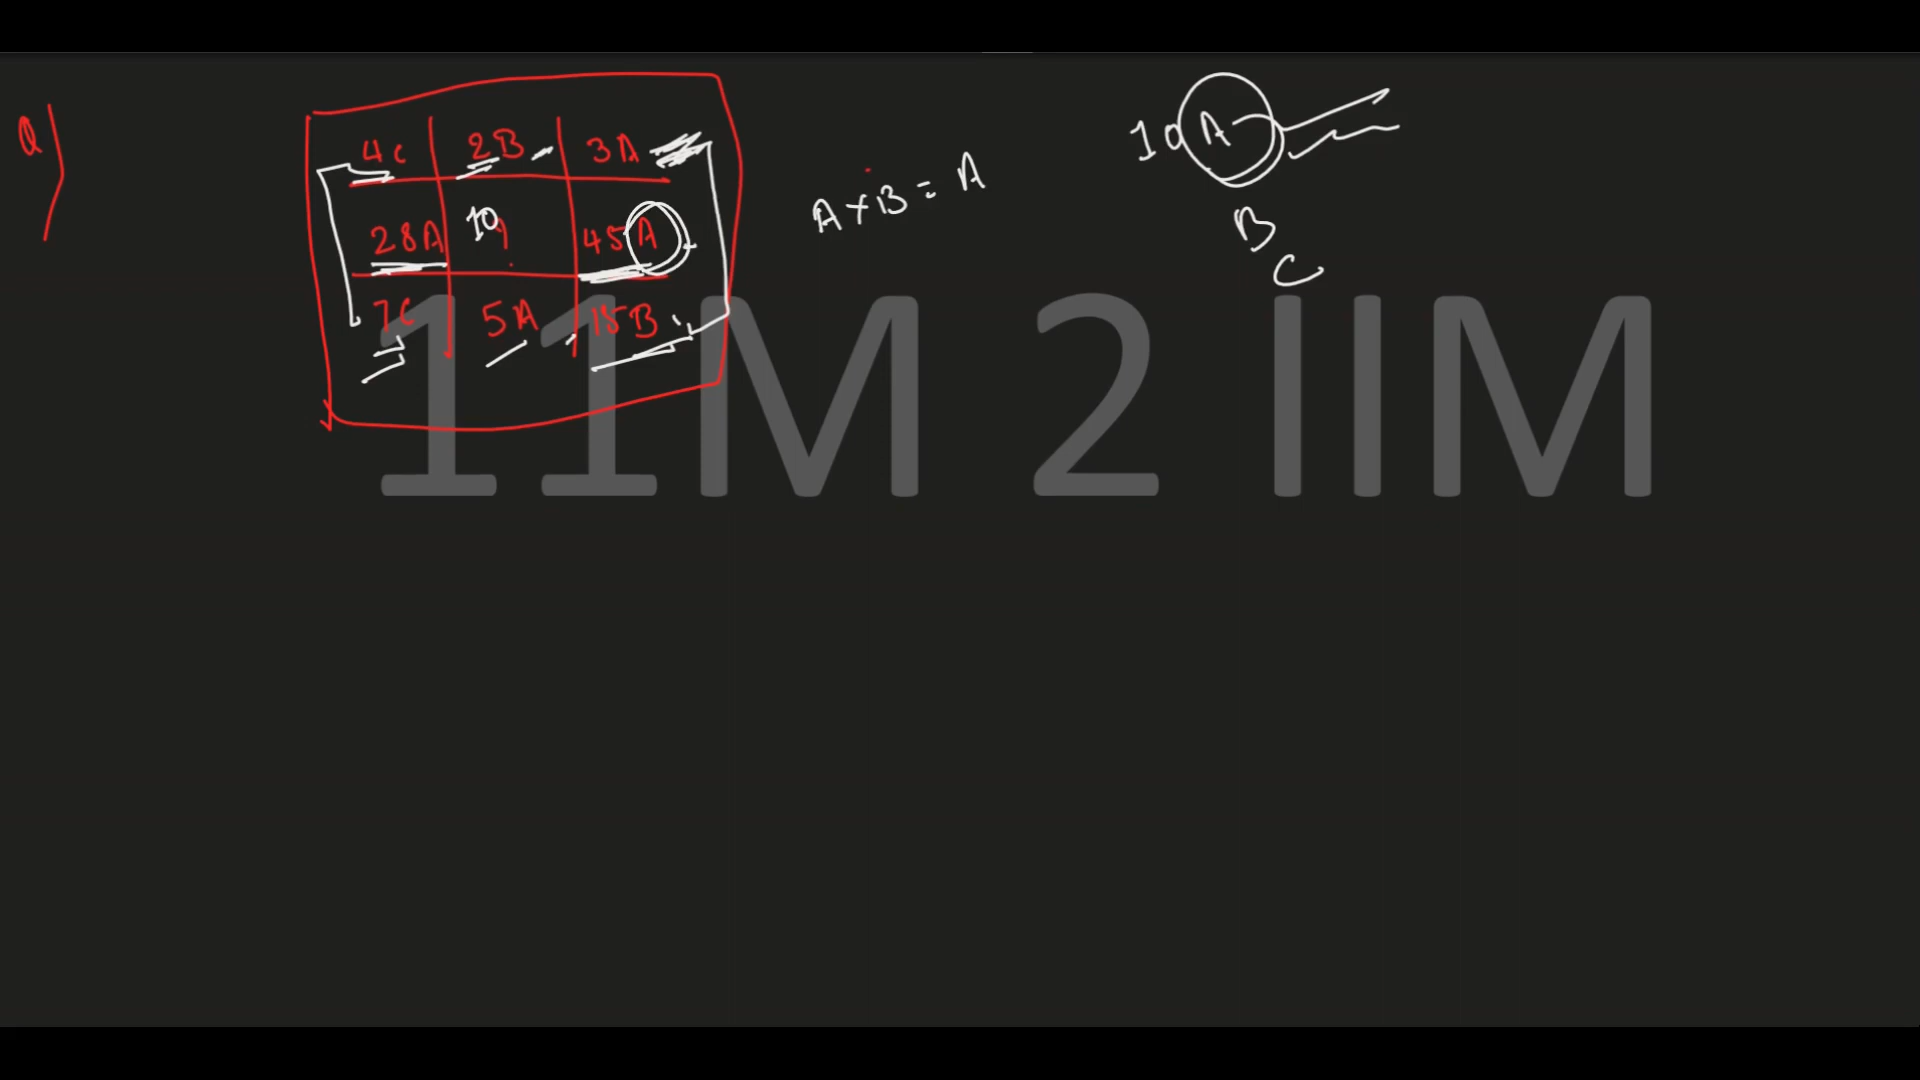 Q)
4C 2B 3A
A × B = A
10 A
28A 10 ? 45A
B
C
7C 5A 15B
11M 2 IIM